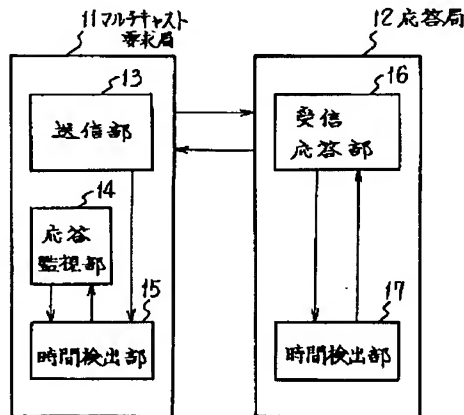 11マルチキャスト
要求局
12応答局
13
送信部
16
受信
応答部
14
応答
監視部
15
時間検出部
17
時間検出部